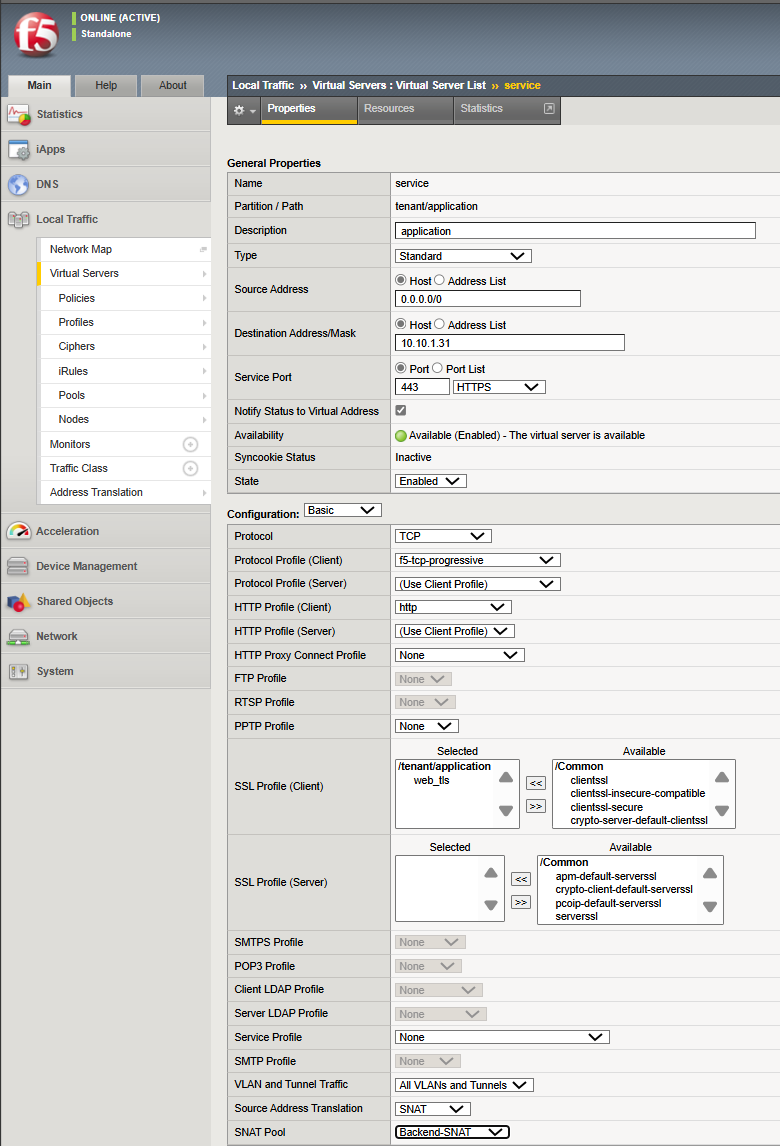 f5
ONLINE (ACTIVE)
Standalone
Main
Help
About
Statistics
iApps
DNS
Local Traffic
Network Map
Virtual Servers
Policies
Profiles
Ciphers
iRules
Pools
Nodes
Monitors
Traffic Class
Address Translation
Acceleration
Device Management
Shared Objects
Network
System
Local Traffic ›› Virtual Servers : Virtual Server List ›› service
Properties
Resources
Statistics
General Properties
Name service
Partition / Path tenant/application
Description application
Type Standard
Source Address Host Address List
0.0.0.0/0
Destination Address/Mask Host Address List
10.10.1.31
Service Port Port Port List
443 HTTPS
Notify Status to Virtual Address
Availability Available (Enabled) - The virtual server is available
Syncookie Status Inactive
State Enabled
Configuration: Basic
Protocol TCP
Protocol Profile (Client) f5-tcp-progressive
Protocol Profile (Server) (Use Client Profile)
HTTP Profile (Client) http
HTTP Profile (Server) (Use Client Profile)
HTTP Proxy Connect Profile None
FTP Profile None
RTSP Profile None
PPTP Profile None
SSL Profile (Client)
Selected
/tenant/application
web_tls
<<
>>
Available
/Common
clientssl
clientssl-insecure-compatible
clientssl-secure
crypto-server-default-clientssl
SSL Profile (Server)
Selected
<<
>>
Available
/Common
apm-default-serverssl
crypto-client-default-serverssl
pcoip-default-serverssl
serverssl
SMTPS Profile None
POP3 Profile None
Client LDAP Profile None
Server LDAP Profile None
Service Profile None
SMTP Profile None
VLAN and Tunnel Traffic All VLANs and Tunnels
Source Address Translation SNAT
SNAT Pool Backend-SNAT